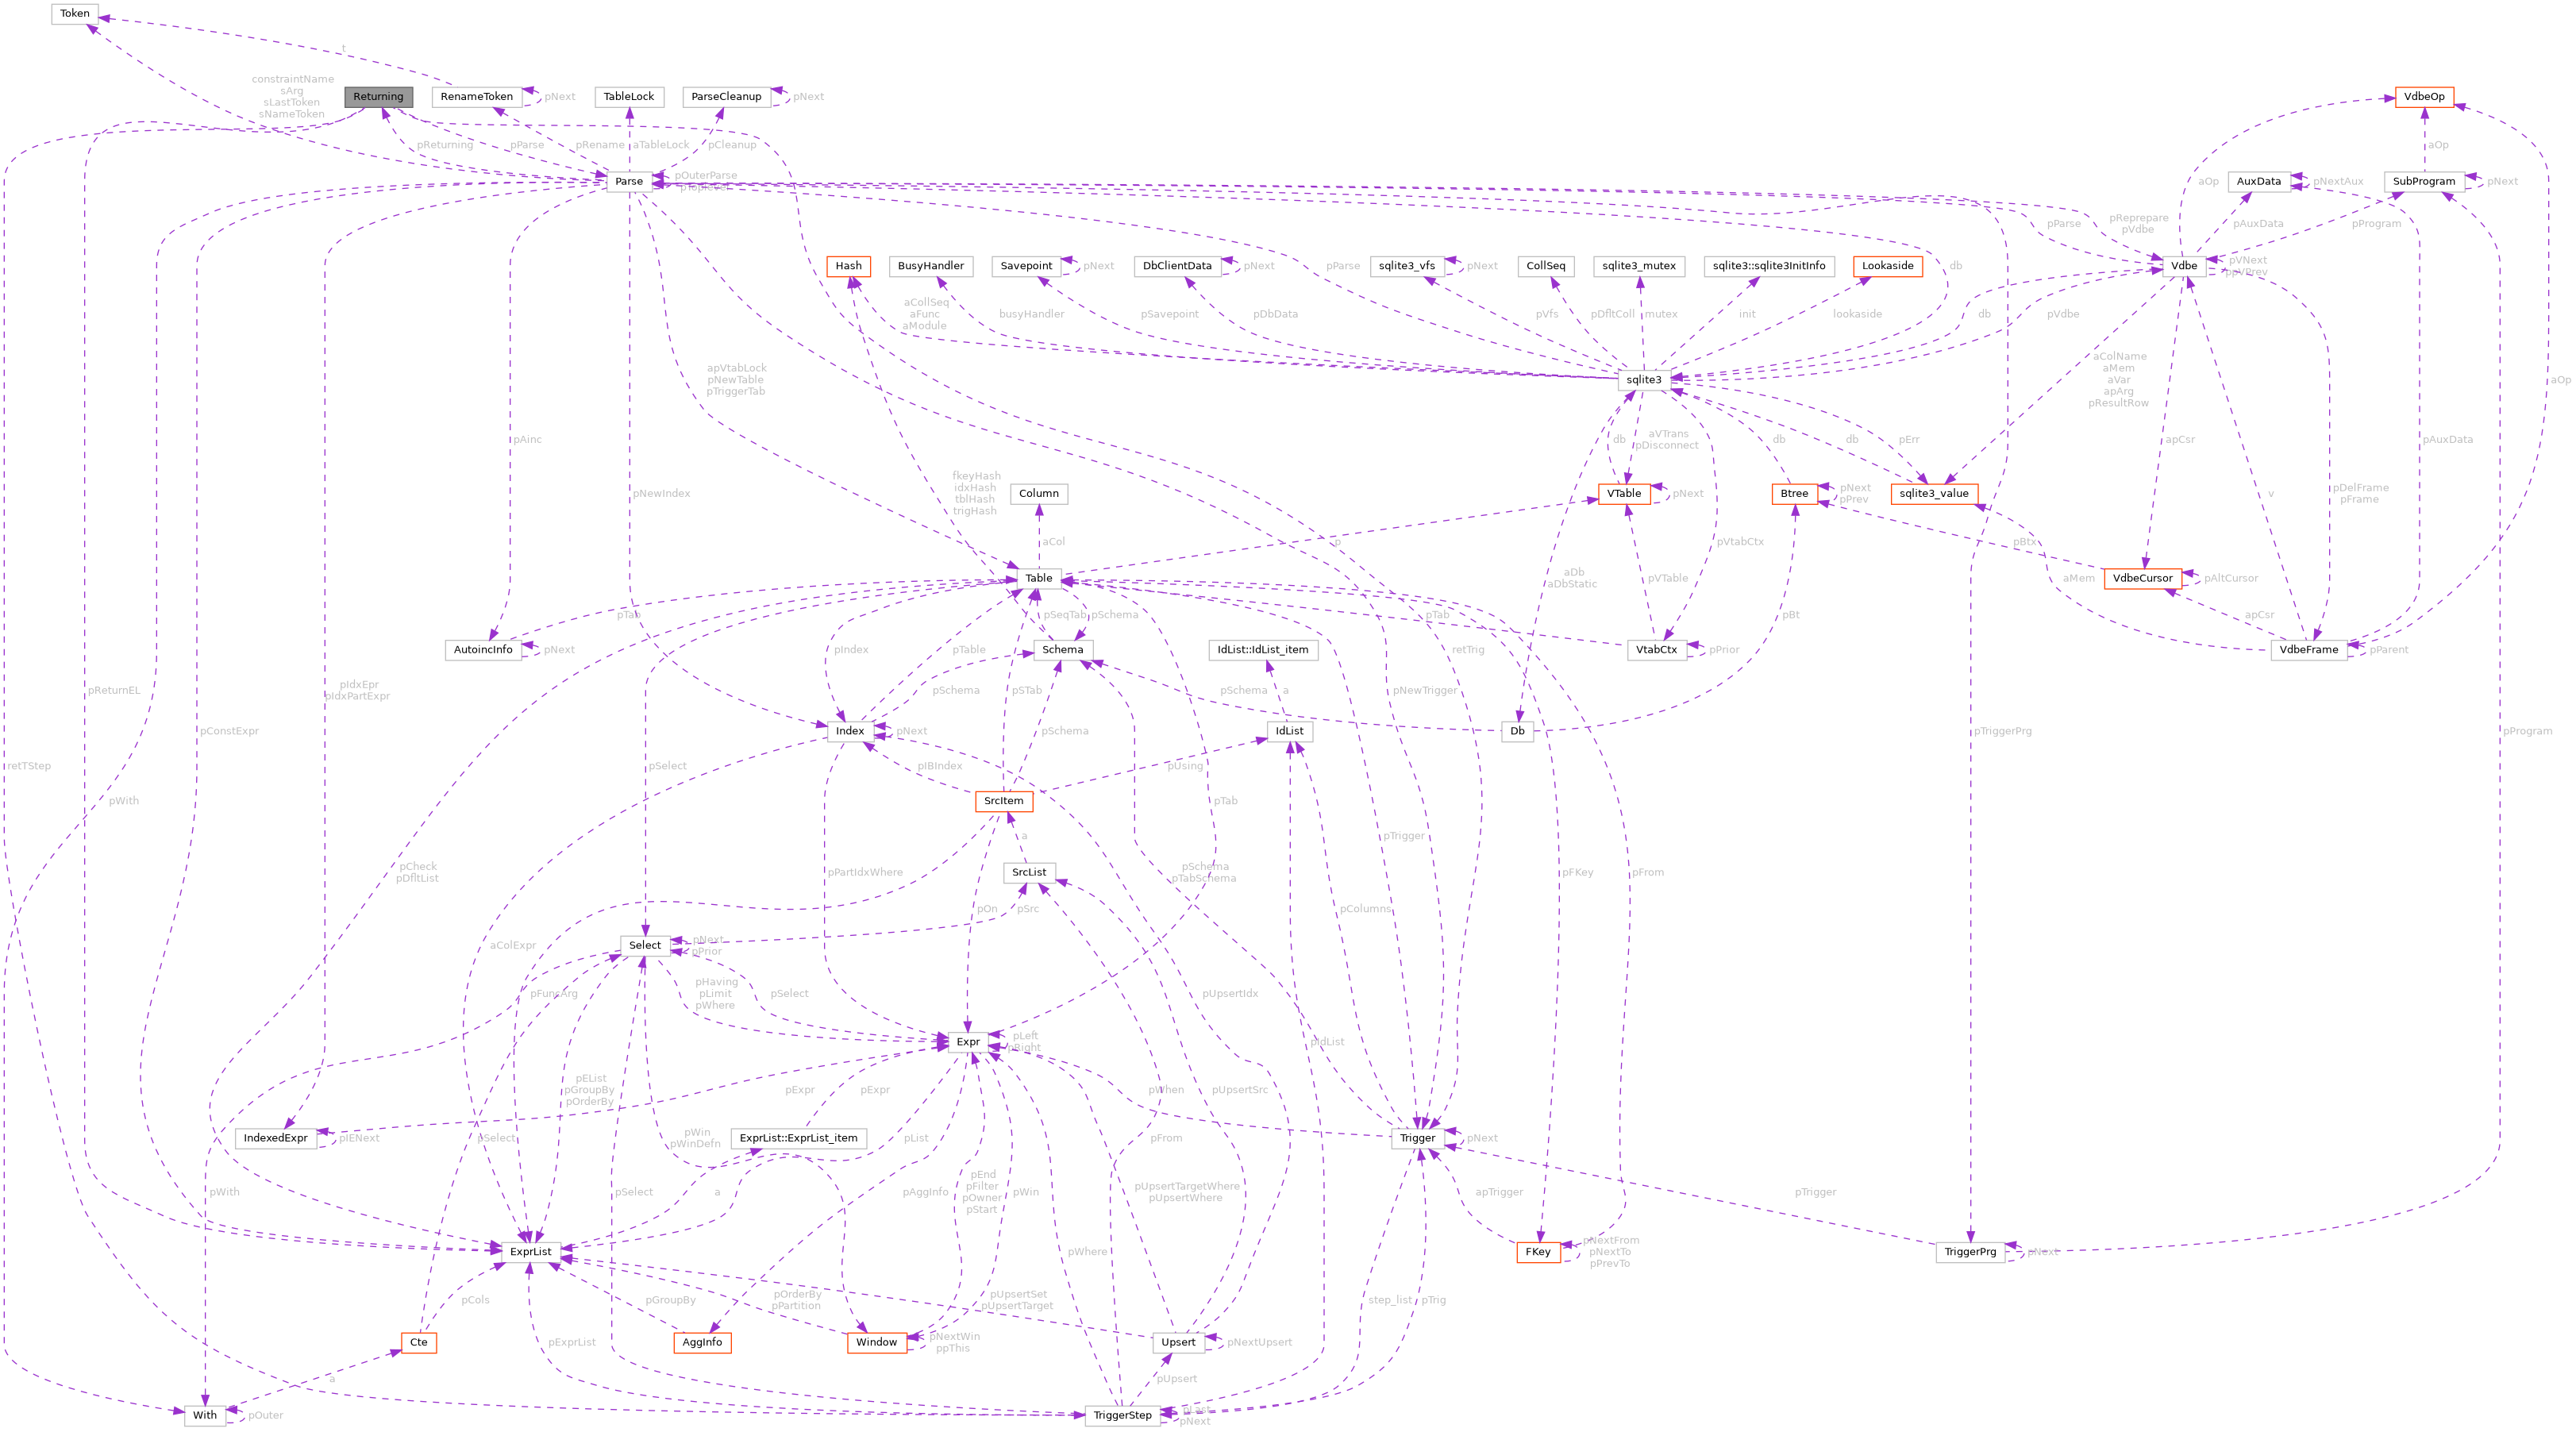 Token
t
constraintName
sArg
sLastToken
sNameToken
Returning
RenameToken
pNext
TableLock
ParseCleanup
pNext
VdbeOp
pReturning
pParse
pRename
aTableLock
pCleanup
aOp
Parse
pOuterParse
pToplevel
aOp
AuxData
pNextAux
SubProgram
pNext
pParse
pReprepare
pVdbe
pAuxData
pProgram
Hash
BusyHandler
Savepoint
pNext
DbClientData
pNext
sqlite3_vfs
pNext
CollSeq
sqlite3_mutex
sqlite3::sqlite3InitInfo
Lookaside
pParse
db
Vdbe
pVNext
ppVPrev
aCollSeq
aFunc
aModule
busyHandler
pSavepoint
pDbData
pVfs
pDfltColl
mutex
init
lookaside
db
pVdbe
sqlite3
apVtabLock
pNewTable
pTriggerTab
aColName
aMem
aVar
apArg
pResultRow
aOp
pAinc
db
aVTrans
pDisconnect
db
db
pErr
apCsr
pAuxData
pNewIndex
fkeyHash
idxHash
tblHash
trigHash
Column
VTable
pNext
Btree
pNext
pPrev
sqlite3_value
v
pDelFrame
pFrame
aCol
p
pVtabCtx
pBtx
Table
aDb
aDbStatic
pVTable
aMem
VdbeCursor
pAltCursor
pTab
pSeqTab
pSchema
pTab
pBt
apCsr
AutoincInfo
pNext
pIndex
pTable
Schema
IdList::IdList_item
retTrig
VtabCtx
pPrior
VdbeFrame
pParent
pReturnEL
pIdxEpr
pIdxPartExpr
pSchema
pSTab
a
pSchema
pNewTrigger
pConstExpr
Index
pNext
pSchema
IdList
Db
pTriggerPrg
pProgram
retTStep
pSelect
pIBIndex
pUsing
pWith
SrcItem
pTab
a
pTrigger
pCheck
pDfltList
pPartIdxWhere
SrcList
pSchema
pTabSchema
pFKey
pFrom
pOn
pSrc
pColumns
aColExpr
Select
pNext
pPrior
pFuncArg
pHaving
pLimit
pWhere
pSelect
pUpsertIdx
Expr
pLeft
pRight
pIdList
pEList
pGroupBy
pOrderBy
pExpr
pExpr
pWhen
pUpsertSrc
IndexedExpr
pIENext
pSelect
pWin
pWinDefn
ExprList::ExprList_item
pList
pFrom
Trigger
pNext
pWith
pSelect
a
pAggInfo
pEnd
pFilter
pOwner
pStart
pWin
pUpsertTargetWhere
pUpsertWhere
apTrigger
pTrigger
ExprList
pWhere
FKey
pNextFrom
pNextTo
pPrevTo
TriggerPrg
pNext
pCols
pGroupBy
pOrderBy
pPartition
pUpsertSet
pUpsertTarget
step_list
pTrig
Cte
pExprList
AggInfo
Window
pNextWin
ppThis
Upsert
pNextUpsert
a
pUpsert
With
pOuter
TriggerStep
pLast
pNext